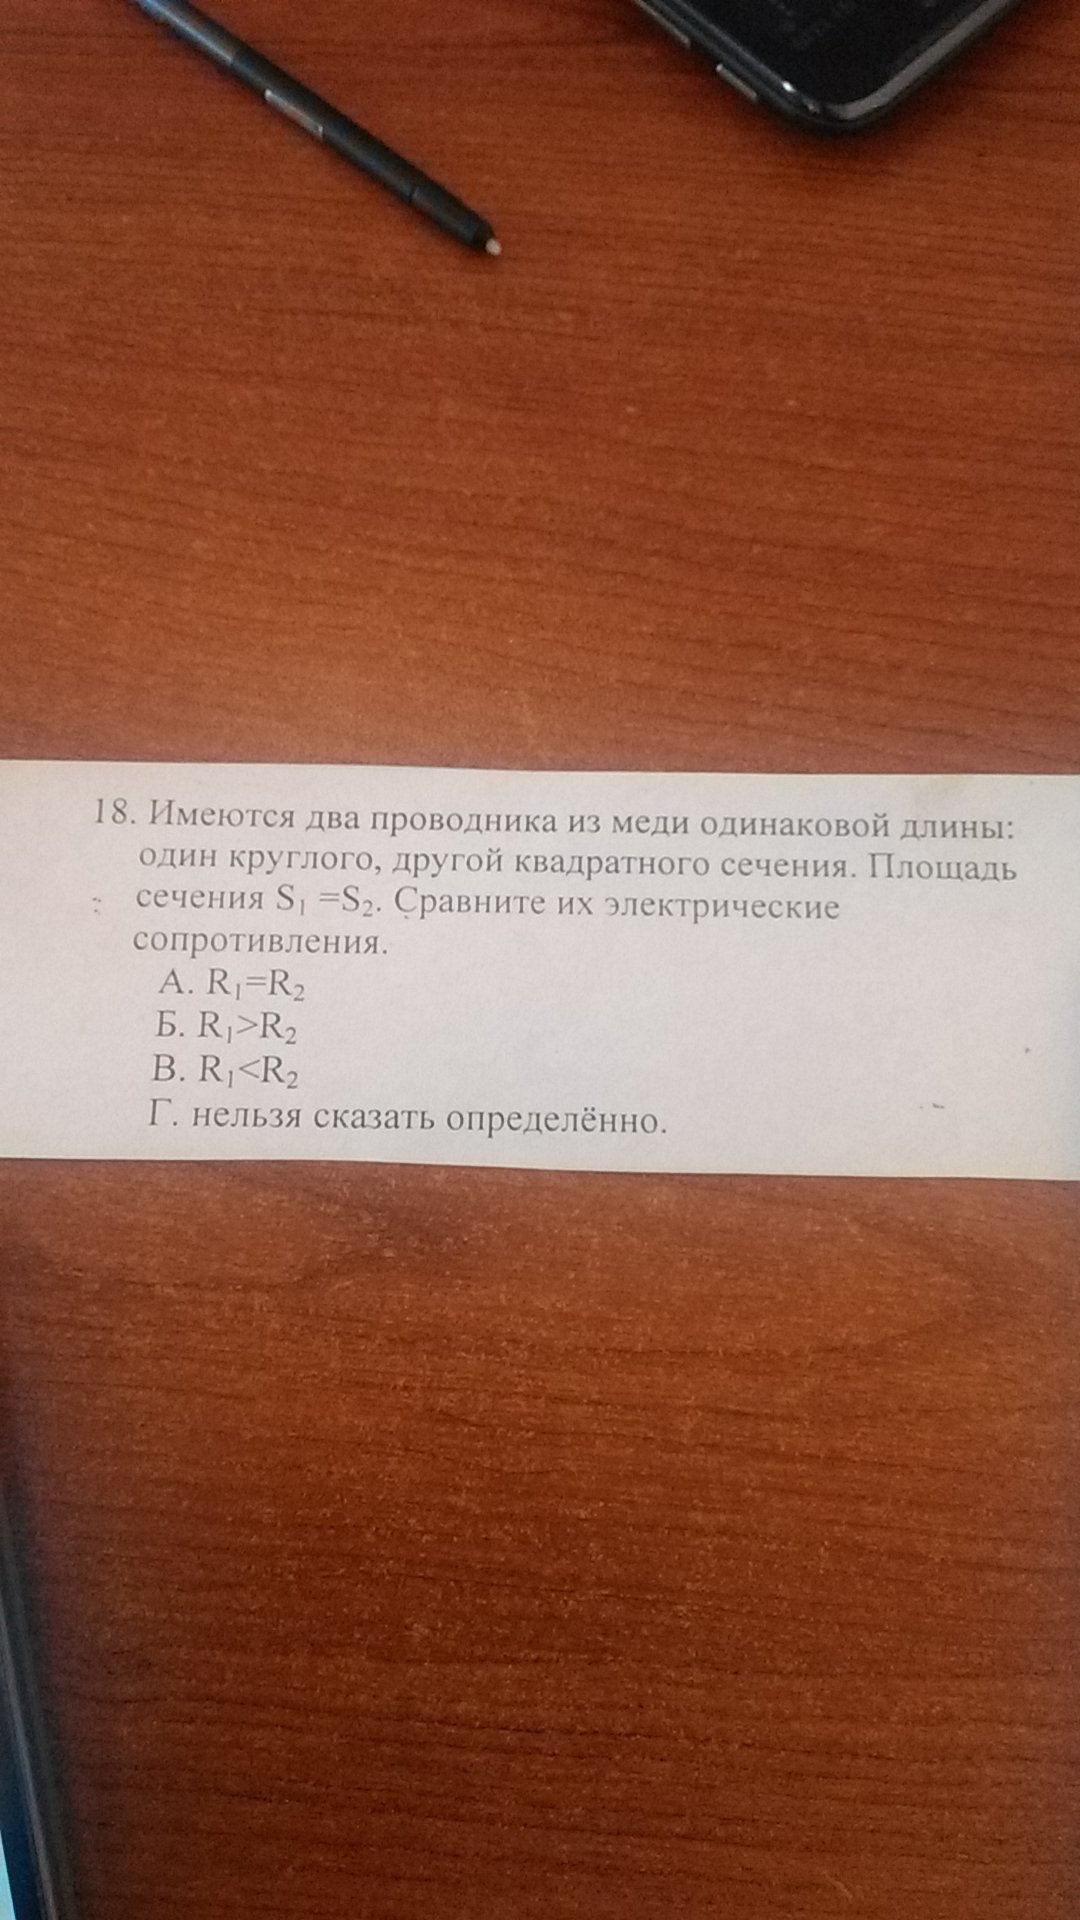 18. Имеются два проводника из меди одинаковой длины:
один круглого, другой квадратного сечения. Площадь
сечения S₁ =S₂. Сравните их электрические
сопротивления.
А. R₁=R₂
Б. R₁>R₂
В. R₁<R₂
Г. нельзя сказать определённо.